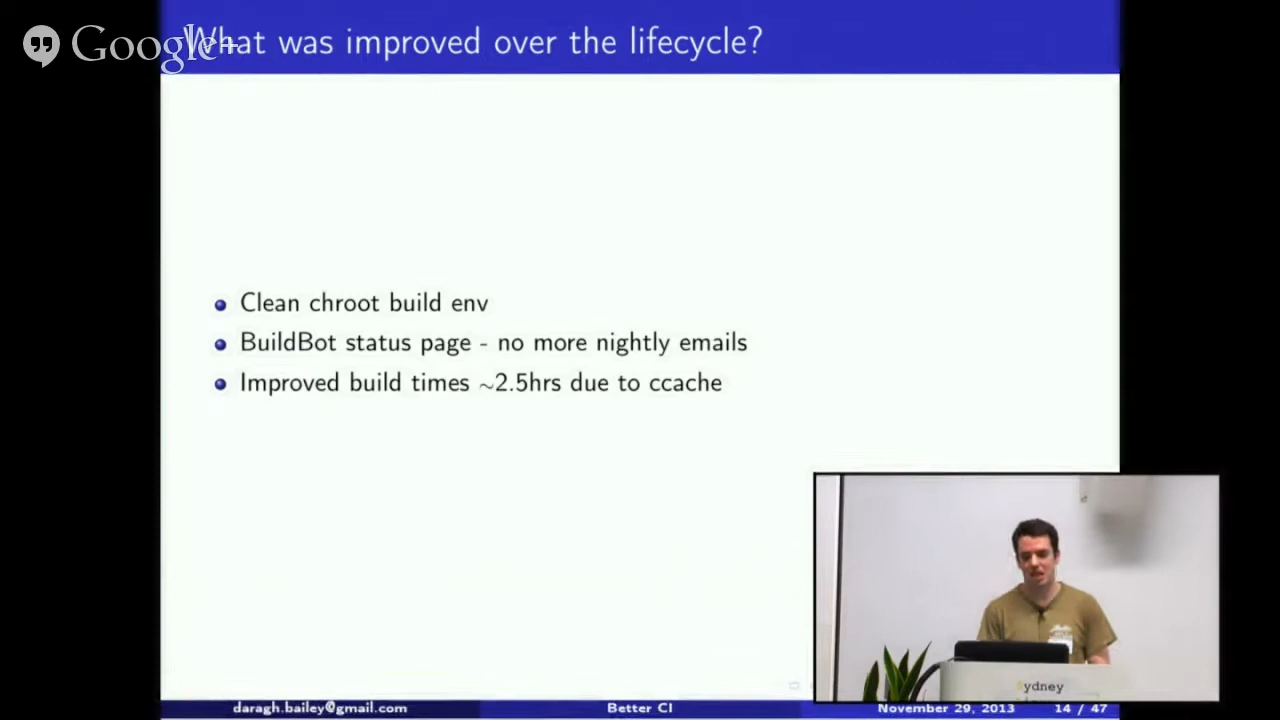 Google+
What was improved over the lifecycle?
Clean chroot build env
BuildBot status page - no more nightly emails
Improved build times ~2.5hrs due to ccache
ydney
daragh.bailey@gmail.com Better CI November 29, 2013 14 / 47